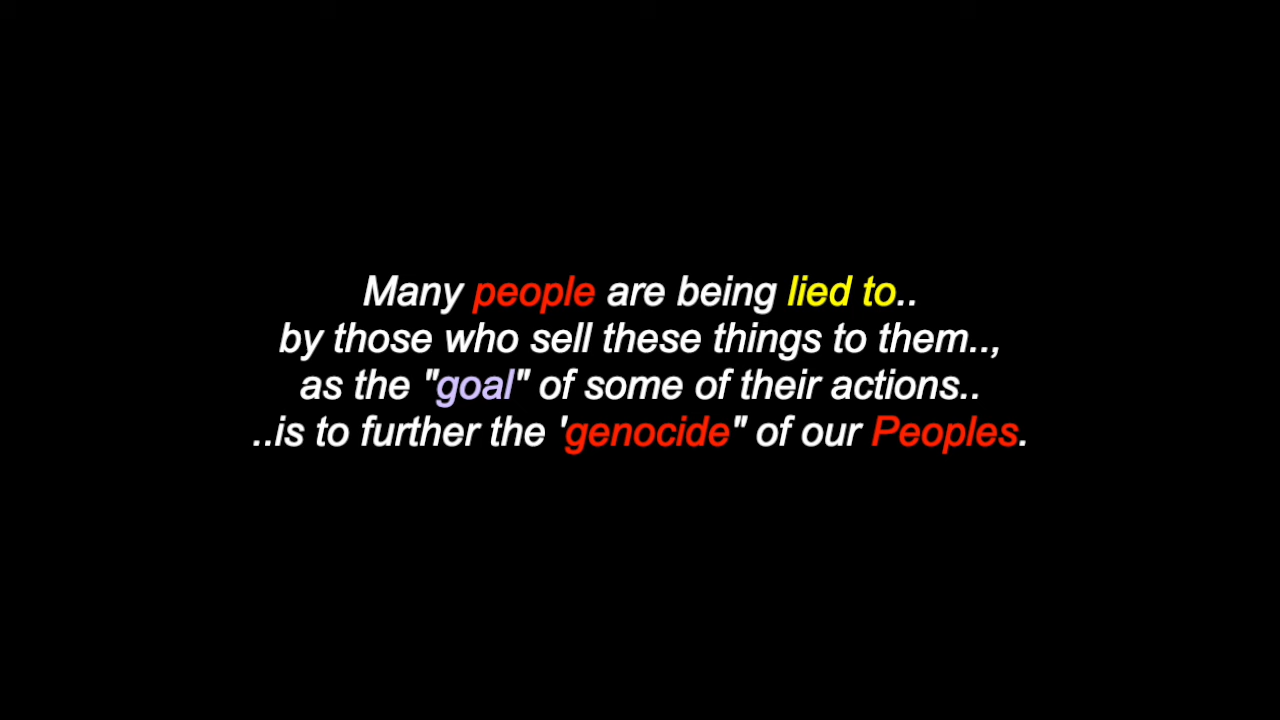 Many people are being lied to..
by those who sell these things to them..,
as the "goal" of some of their actions..
..is to further the 'genocide" of our Peoples.